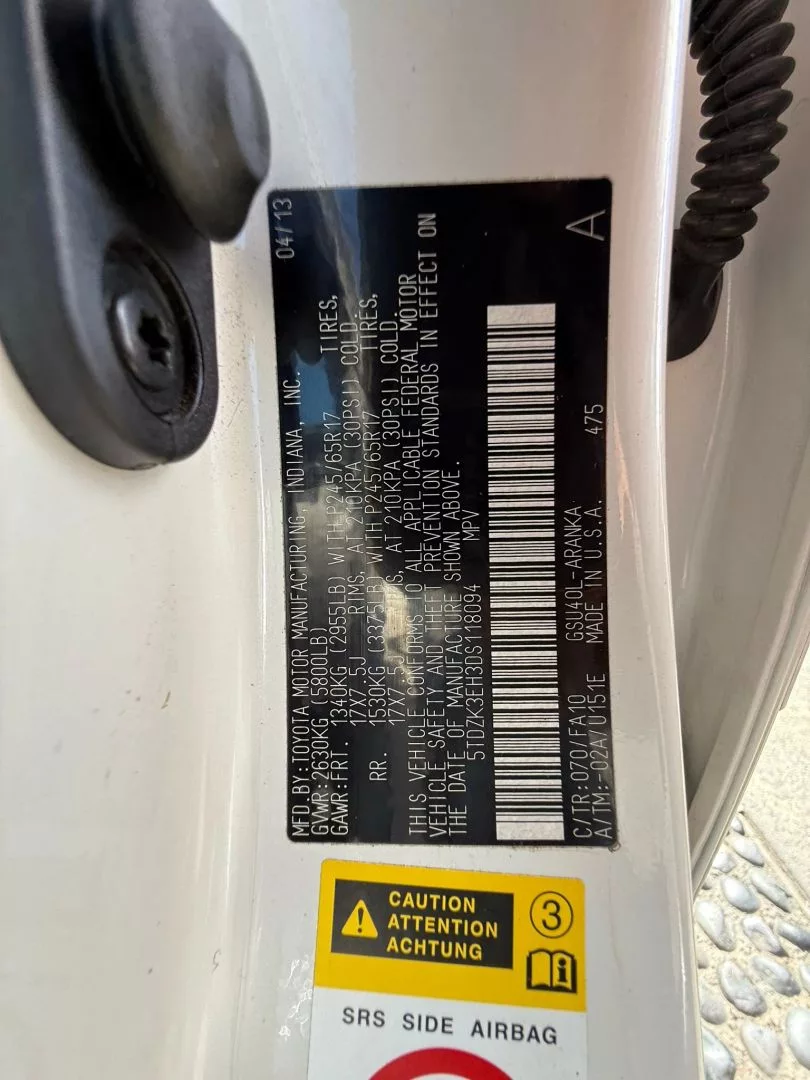 MFD.BY:TOYOTA MOTOR MANUFACTURING, INDIANA, INC. 04/13
GVWR:2630KG (5800LB)
GAWR:FRT. 1340KG (2955LB) WITH P245/65R17 TIRES,
17X7.5J RIMS, AT 210KPA (30PSI) COLD.
RR. 1530KG (3375LB) WITH P245/65R17 TIRES,
17X7.5J RIMS, AT 210KPA (30PSI) COLD.
THIS VEHICLE CONFORMS TO ALL APPLICABLE FEDERAL MOTOR
VEHICLE SAFETY AND THEFT PREVENTION STANDARDS IN EFFECT ON
THE DATE OF MANUFACTURE SHOWN ABOVE.
5TDZK3EH3DS118094 MPV
C/TR:070/FA10 GSU40L-ARANKA 475 A
A/TM:-02A/U151E MADE IN U.S.A.
CAUTION
ATTENTION
ACHTUNG
3
i
SRS SIDE AIRBAG